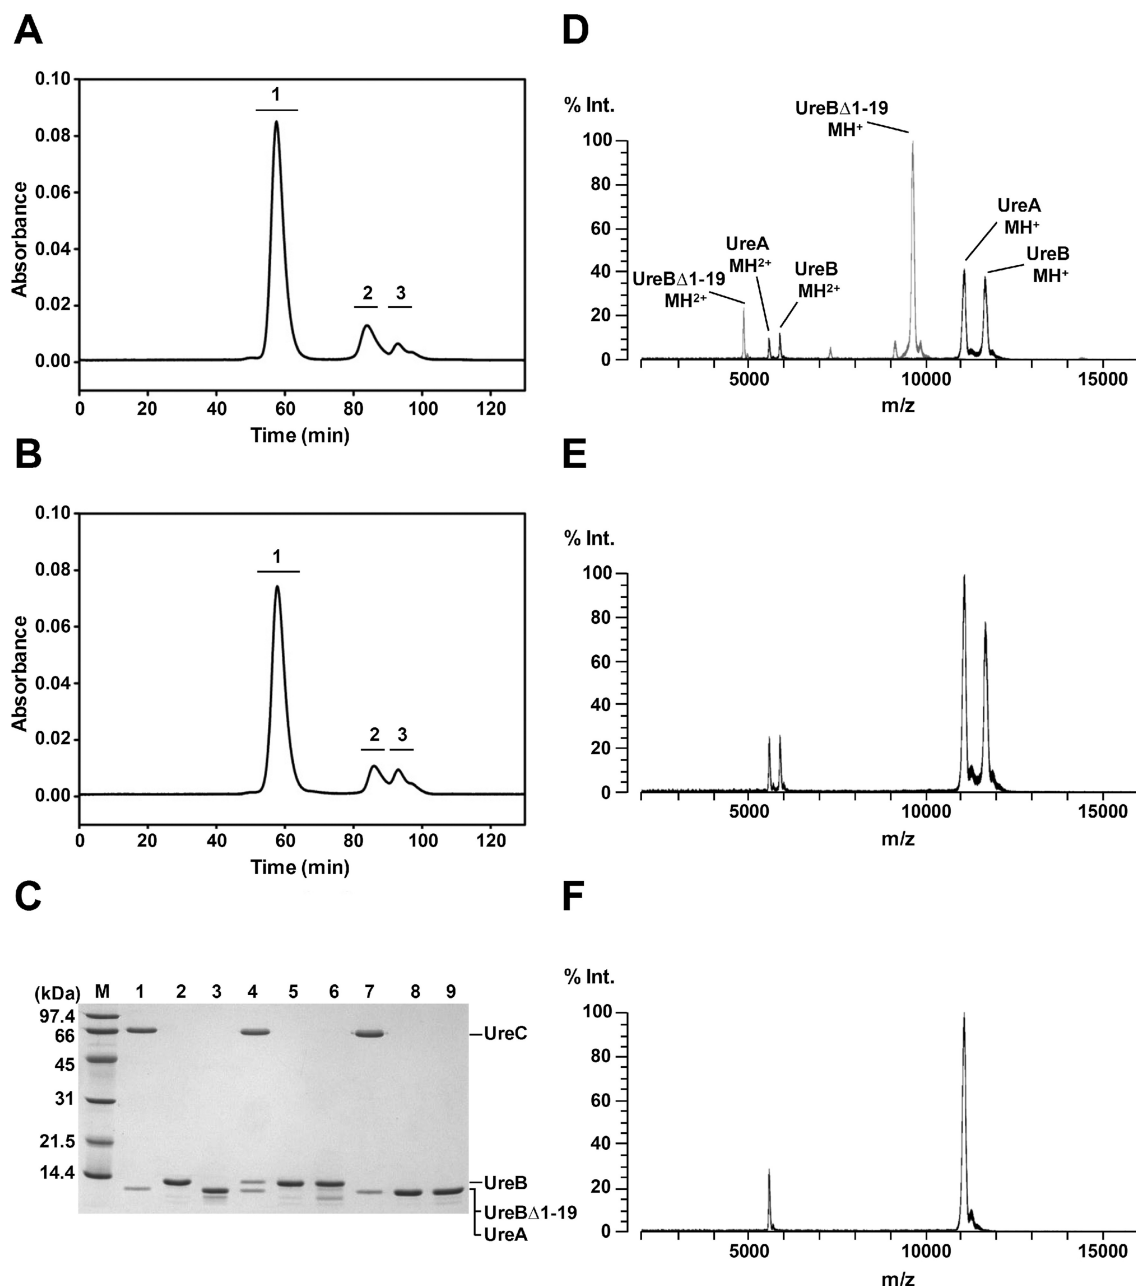 A
0.10
0.08
0.06
0.04
0.02
0.00
Absorbance
1
2
3
0
20
40
60
80
100
120
Time (min)
B
0.10
0.08
0.06
0.04
0.02
0.00
Absorbance
1
2
3
0
20
40
60
80
100
120
Time (min)
C
(kDa) M 1 2 3 4 5 6 7 8 9
97.4
66
45
31
21.5
14.4
UreC
UreB
UreBΔ1-19
UreA
D
% Int.
100
80
60
40
20
0
UreBΔ1-19
MH2+
UreA
MH2+
UreB
MH2+
UreBΔ1-19
MH+
UreA
MH+
UreB
MH+
5000
10000
15000
m/z
E
% Int.
100
80
60
40
20
0
5000
10000
15000
m/z
F
% Int.
100
80
60
40
20
0
5000
10000
15000
m/z